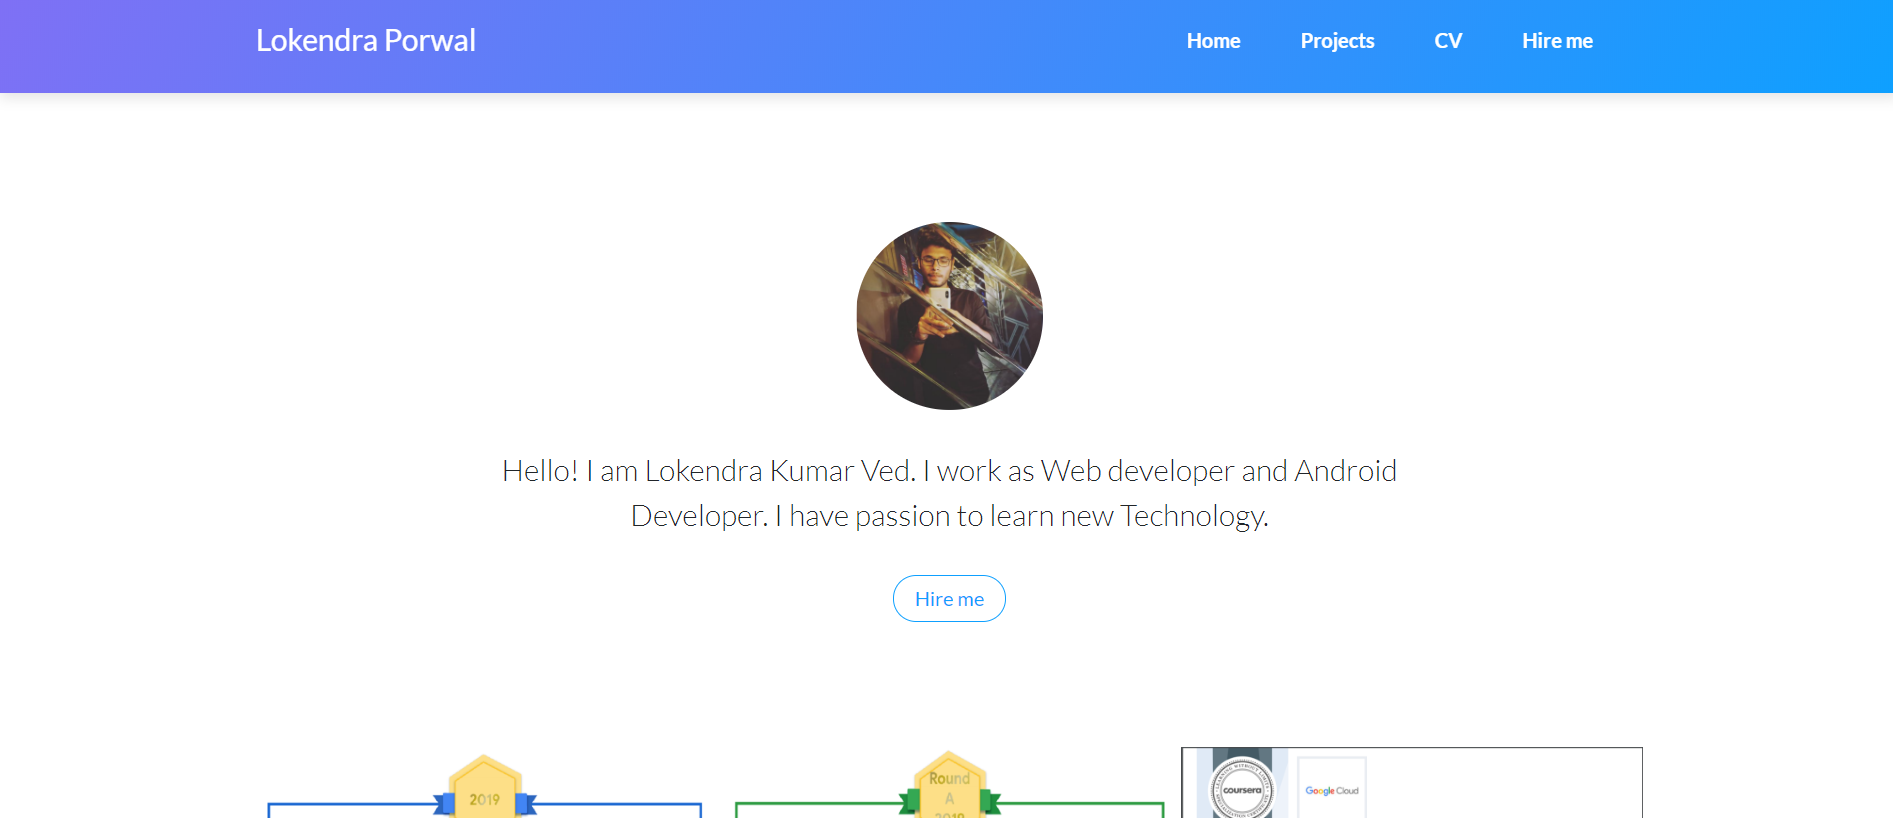 Lokendra Porwal
Home Projects CV Hire me
Hello! I am Lokendra Kumar Ved. I work as Web developer and Android
Developer. I have passion to learn new Technology.
Hire me
2019
Round
A
2019
coursera
Google Cloud